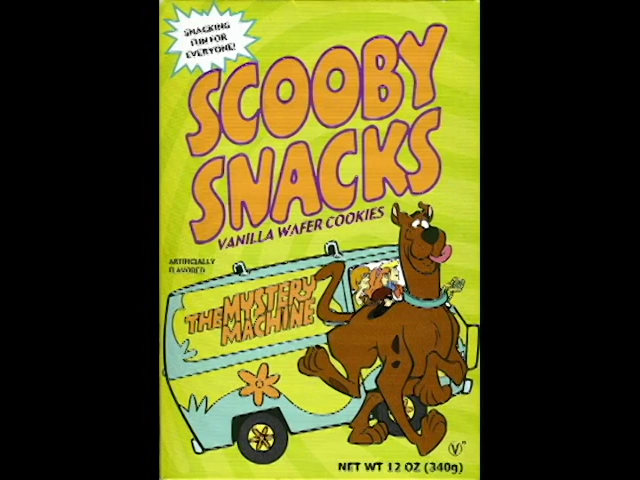 SNACKING
FUN FOR
EVERYONE!
SCOOBY
SNACKS
VANILLA WAFER COOKIES
ARTIFICIALLY
FLAVORED
THE MYSTERY
MACHINE
V
NET WT 12 OZ (340g)